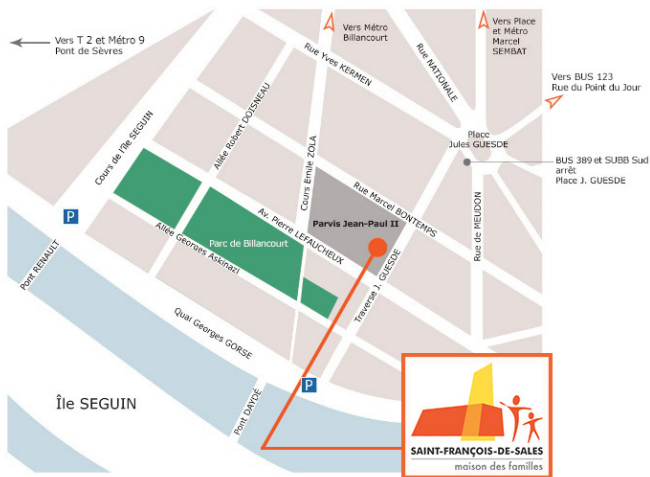 Vers T 2 et Métro 9
Pont de Sèvres
Vers Métro
Billancourt
Vers Place
et Métro
Marcel
SEMBAT
Vers BUS 123
Rue du Point du Jour
Rue Yves KERMEN
Rue NATIONALE
Place
Jules GUESDE
BUS 389 et SUBB Sud
arrêt
Place J. GUESDE
Cours de l'île SEGUIN
Allée Robert DOISNEAU
Cours Emile ZOLA
Rue Marcel BONTEMPS
Rue de MEUDON
P
Parvis Jean-Paul II
Av. Pierre LEFAUCHEUX
Parc de Billancourt
Allée Georges Askinazi
Traverse J. GUESDE
Pont RENAULT
Quai Georges GORSE
P
Pont DAYDÉ
Île SEGUIN
SAINT-FRANÇOIS-DE-SALES
maison des familles